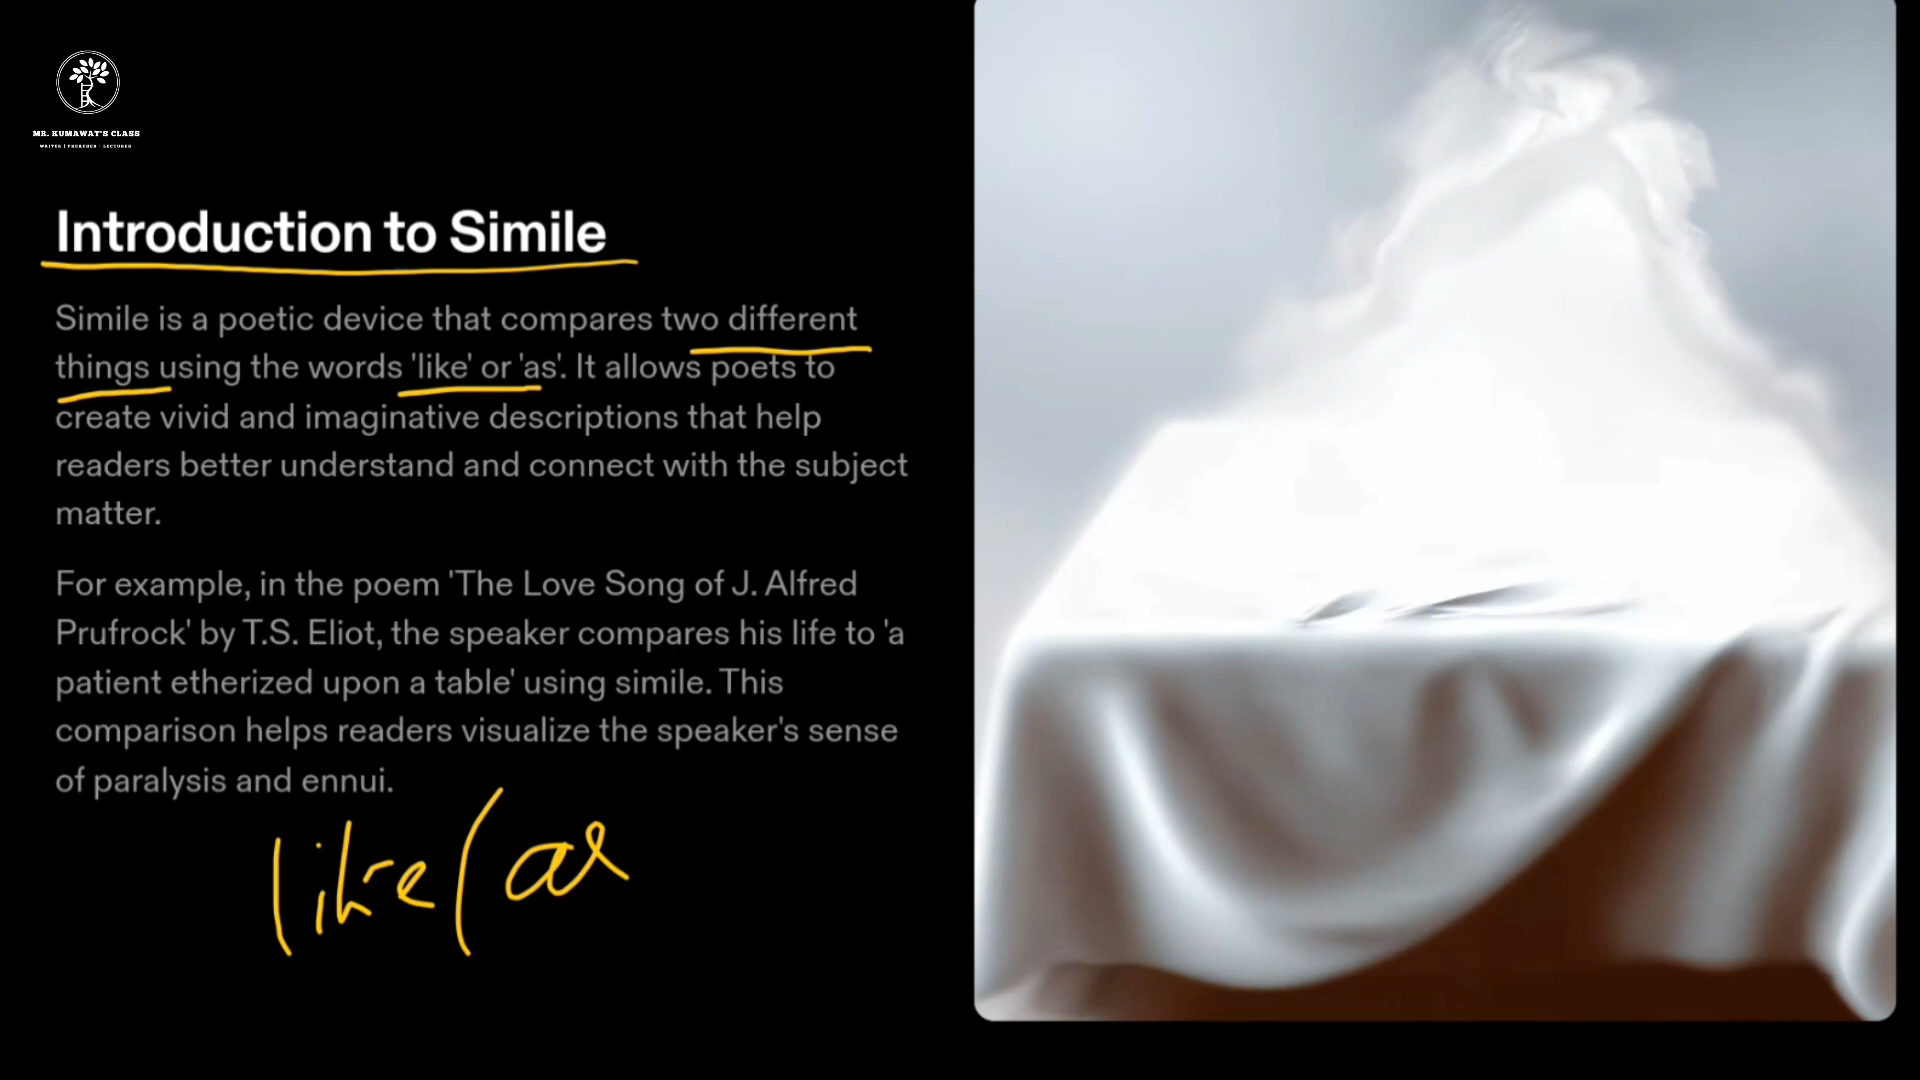 MR. KUMAWAT'S CLASS
WRITER | PREACHER | LECTURER
Introduction to Simile
Simile is a poetic device that compares two different
things using the words 'like' or 'as'. It allows poets to
create vivid and imaginative descriptions that help
readers better understand and connect with the subject
matter.
For example, in the poem 'The Love Song of J. Alfred
Prufrock' by T.S. Eliot, the speaker compares his life to 'a
patient etherized upon a table' using simile. This
comparison helps readers visualize the speaker's sense
of paralysis and ennui.
like/as